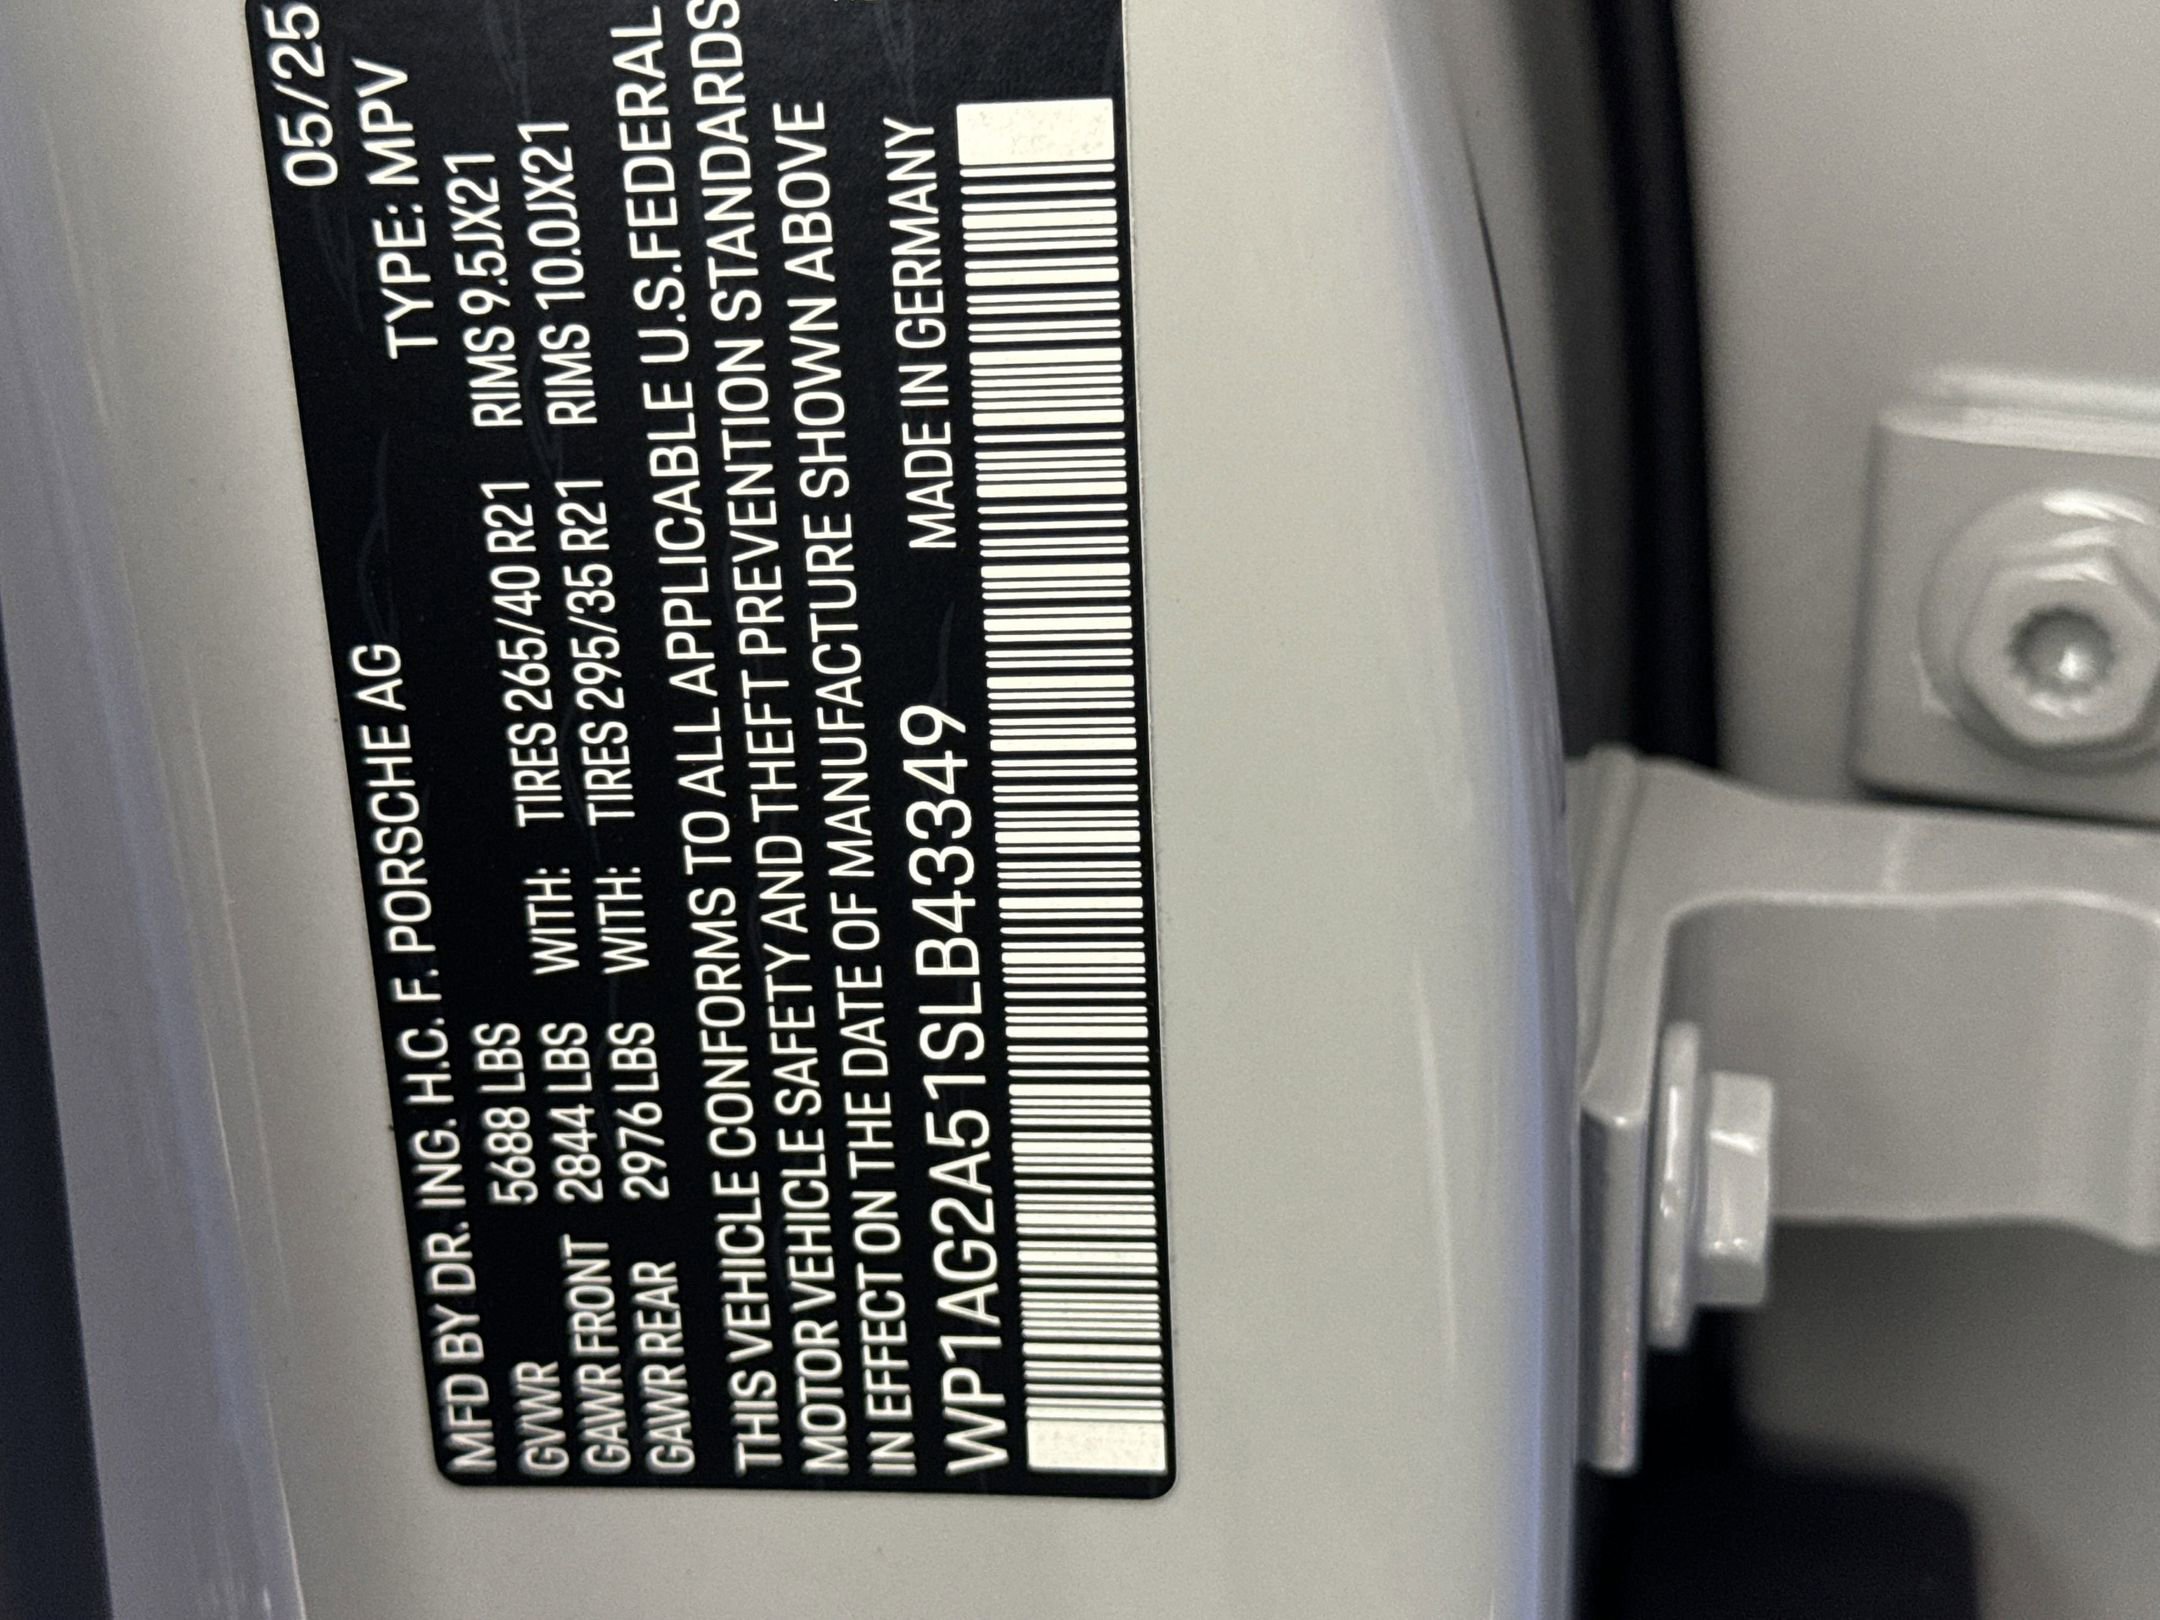 MFD BY DR. ING. H.C. F. PORSCHE AG 05/25
GVWR 5688 LBS TYPE: MPV
GAWR FRONT 2844 LBS WITH: TIRES 265/40 R21 RIMS 9.5JX21
GAWR REAR 2976 LBS WITH: TIRES 295/35 R21 RIMS 10.0JX21
THIS VEHICLE CONFORMS TO ALL APPLICABLE U.S.FEDERAL
MOTOR VEHICLE SAFETY AND THEFT PREVENTION STANDARDS
IN EFFECT ON THE DATE OF MANUFACTURE SHOWN ABOVE
WP1AG2A51SLB43349 MADE IN GERMANY